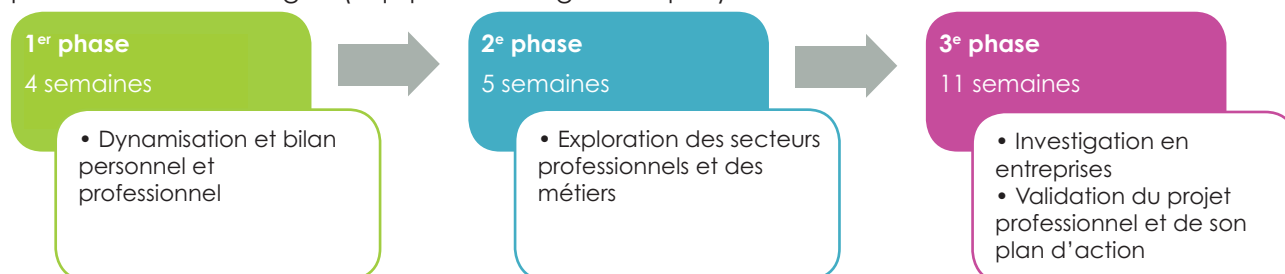 1er phase
4 semaines
• Dynamisation et bilan
personnel et
professionnel
2e phase
5 semaines
• Exploration des secteurs
professionnels et des
métiers
3e phase
11 semaines
• Investigation en
entreprises
• Validation du projet
professionnel et de son
plan d’action